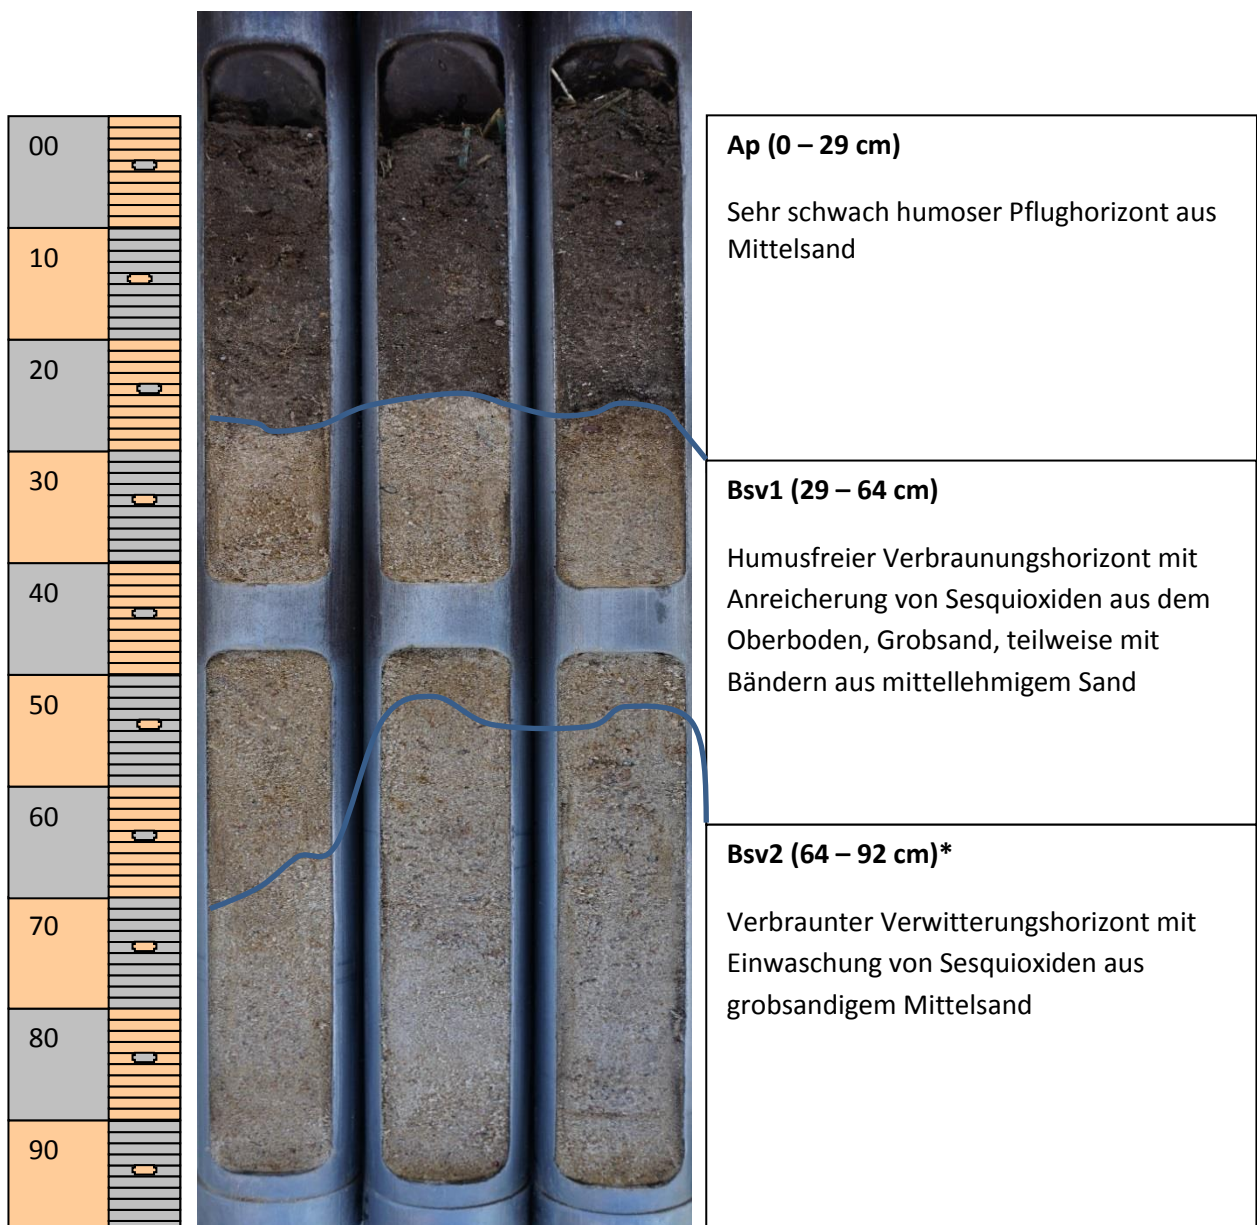 00
10
20
30
40
50
60
70
80
90
Ap (0 – 29 cm)
Sehr schwach humoser Pflughorizont aus
Mittelsand
Bsv1 (29 – 64 cm)
Humusfreier Verbraunungshorizont mit
Anreicherung von Sesquioxiden aus dem
Oberboden, Grobsand, teilweise mit
Bändern aus mittellehmigem Sand
Bsv2 (64 – 92 cm)*
Verbraunter Verwitterungshorizont mit
Einwaschung von Sesquioxiden aus
grobsandigem Mittelsand